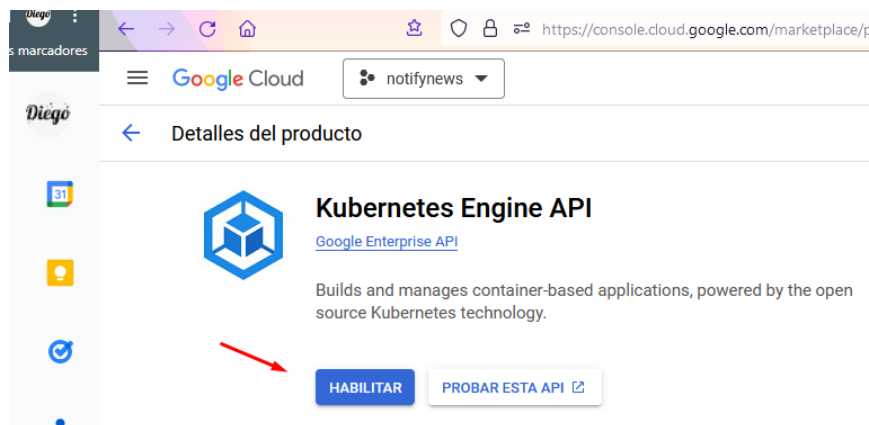 Diego
s marcadores
https://console.cloud.google.com/marketplace/p
Google Cloud
notifynews
Diego
Detalles del producto
31
Kubernetes Engine API
Google Enterprise API
Builds and manages container-based applications, powered by the open
source Kubernetes technology.
HABILITAR
PROBAR ESTA API